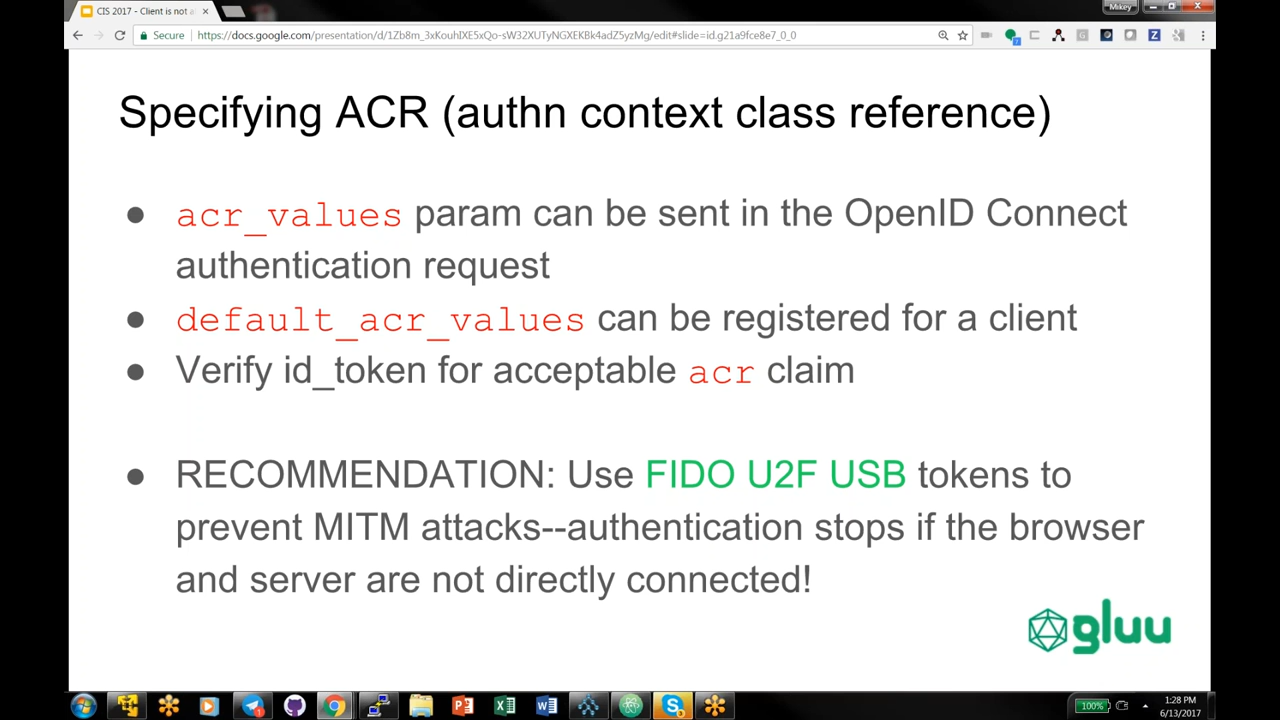 CIS 2017 - Client is not a
Mikey
Secure
https://docs.google.com/presentation/d/1Zb8m_3xKouhlXE5xQo-sW32XUTyNGXEKBk4adZ5yzMg/edit#slide=id.g21a9fce8e7_0_0
Specifying ACR (authn context class reference)
● acr_values param can be sent in the OpenID Connect
authentication request
● default_acr_values can be registered for a client
● Verify id_token for acceptable acr claim
● RECOMMENDATION: Use FIDO U2F USB tokens to
prevent MITM attacks--authentication stops if the browser
and server are not directly connected!
gluu
100%
1:28 PM
6/13/2017